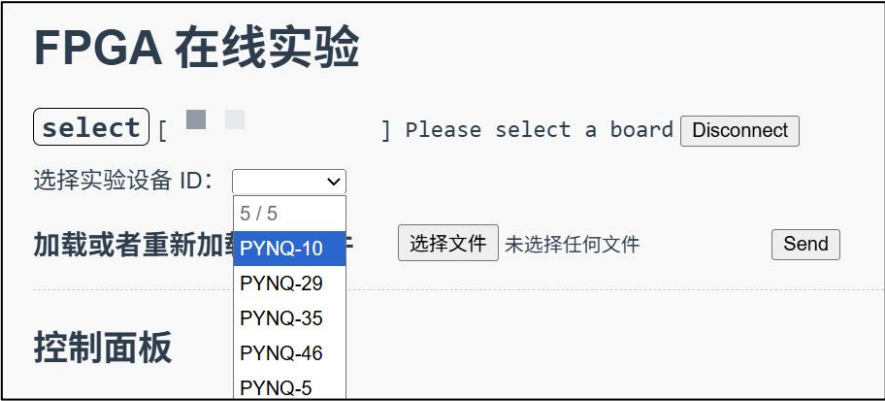 FPGA 在线实验
select [ ] Please select a board Disconnect
选择实验设备 ID：
5 / 5
加载或者重新加 选择文件 未选择任何文件 Send
PYNQ-10
PYNQ-29
PYNQ-35
控制面板
PYNQ-46
PYNQ-5